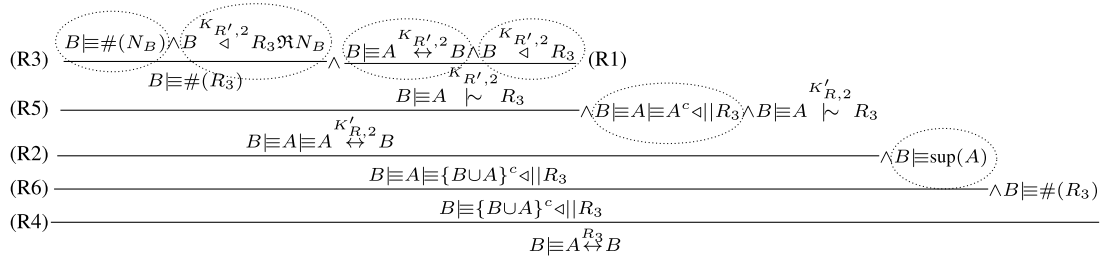 (R3) B|≡#(N_B) ∧ B ◁^{K_{R′,2}} R_3ℜN_B ∧ B|≡A ↔^{K_{R′,2}} B ∧ B ◁^{K_{R′,2}} R_3 (R1)
B|≡#(R_3) B|≡A |∼^{K_{R′,2}} R_3
(R5) ∧B|≡A|≡A^c◁||R_3 ∧B|≡A |∼^{K′_{R,2}} R_3
B|≡A|≡A ↔^{K′_{R,2}} B
(R2) ∧B|≡sup(A)
B|≡A|≡{B∪A}^c◁||R_3
(R6) ∧B|≡#(R_3)
B|≡{B∪A}^c◁||R_3
(R4)
B|≡A ↔^{R_3} B